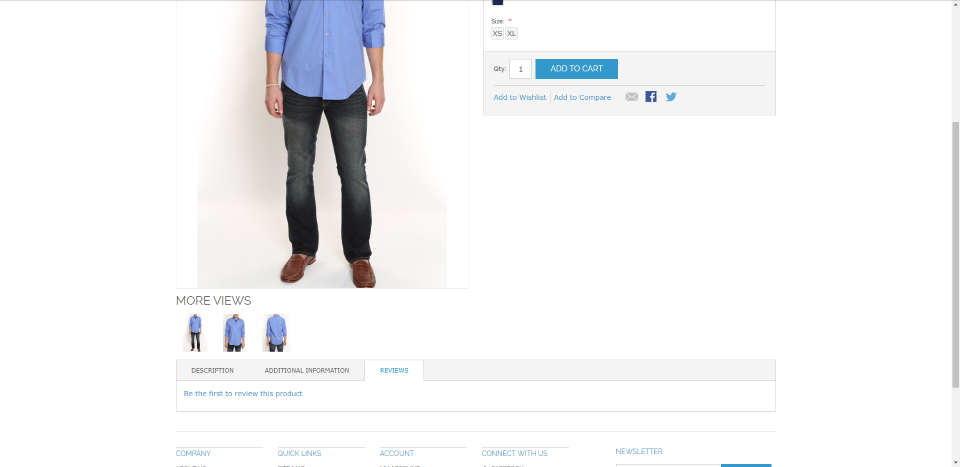 Size: *
XS XL
Qty: 1 ADD TO CART
Add to Wishlist Add to Compare
MORE VIEWS
DESCRIPTION ADDITIONAL INFORMATION REVIEWS
Be the first to review this product
COMPANY QUICK LINKS ACCOUNT CONNECT WITH US NEWSLETTER